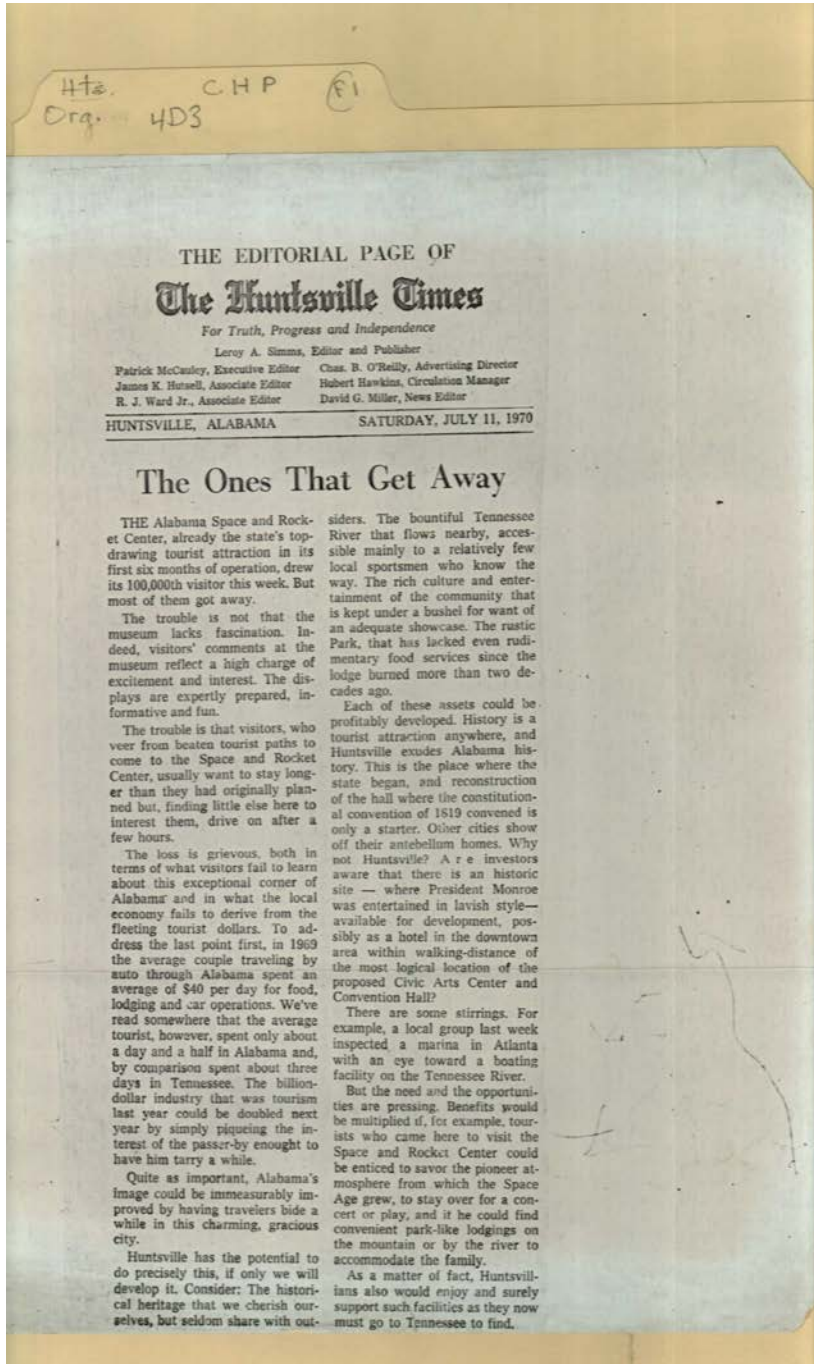 Hts. C.H P F1
Org. 4D3
THE EDITORIAL PAGE OF
The Huntsville Times
For Truth, Progress and Independence
Leroy A. Simms, Editor and Publisher
Patrick McCauley, Executive Editor Chas. B. O'Reilly, Advertising Director
James K. Hutsell, Associate Editor Hubert Hawkins, Circulation Manager
R. J. Ward Jr., Associate Editor David G. Miller, News Editor
HUNTSVILLE, ALABAMA SATURDAY, JULY 11, 1970
The Ones That Get Away
THE Alabama Space and Rock-
et Center, already the state's top-
drawing tourist attraction in its
first six months of operation, drew
its 100,000th visitor this week. But
most of them got away.
The trouble is not that the
museum lacks fascination. In-
deed, visitors' comments at the
museum reflect a high charge of
excitement and interest. The dis-
plays are expertly prepared, in-
formative and fun.
The trouble is that visitors, who
veer from beaten tourist paths to
come to the Space and Rocket
Center, usually want to stay long-
er than they had originally plan-
ned but, finding little else here to
interest them, drive on after a
few hours.
The loss is grievous, both in
terms of what visitors fail to learn
about this exceptional corner of
Alabama and in what the local
economy fails to derive from the
fleeting tourist dollars. To ad-
dress the last point first, in 1969
the average couple traveling by
auto through Alabama spent an
average of $40 per day for food,
lodging and car operations. We've
read somewhere that the average
tourist, however, spent only about
a day and a half in Alabama and,
by comparison spent about three
days in Tennessee. The billion-
dollar industry that was tourism
last year could be doubled next
year by simply piqueing the in-
terest of the passer-by enought to
have him tarry a while.
Quite as important, Alabama's
image could be immeasurably im-
proved by having travelers bide a
while in this charming, gracious
city.
Huntsville has the potential to
do precisely this, if only we will
develop it. Consider: The histori-
cal heritage that we cherish our-
selves, but seldom share with out-
siders. The bountiful Tennessee
River that flows nearby, acces-
sible mainly to a relatively few
local sportsmen who know the
way. The rich culture and enter-
tainment of the community that
is kept under a bushel for want of
an adequate showcase. The rustic
Park, that has lacked even rudi-
mentary food services since the
lodge burned more than two de-
cades ago.
Each of these assets could be
profitably developed. History is a
tourist attraction anywhere, and
Huntsville exudes Alabama his-
tory. This is the place where the
state began, and reconstruction
of the hall where the constitution-
al convention of 1619 convened is
only a starter. Other cities show
off their antebellum homes. Why
not Huntsville? Are investors
aware that there is an historic
site — where President Monroe
was entertained in lavish style—
available for development, pos-
sibly as a hotel in the downtown
area within walking-distance of
the most logical location of the
proposed Civic Arts Center and
Convention Hall?
There are some stirrings. For
example, a local group last week
inspected a marina in Atlanta
with an eye toward a boating
facility on the Tennessee River.
But the need and the opportuni-
ties are pressing. Benefits would
be multiplied if, for example, tour-
ists who came here to visit the
Space and Rocket Center could
be enticed to savor the pioneer at-
mosphere from which the Space
Age grew, to stay over for a con-
cert or play, and if he could find
convenient park-like lodgings on
the mountain or by the river to
accommodate the family.
As a matter of fact, Huntsvill-
ians also would enjoy and surely
support such facilities as they now
must go to Tennessee to find.